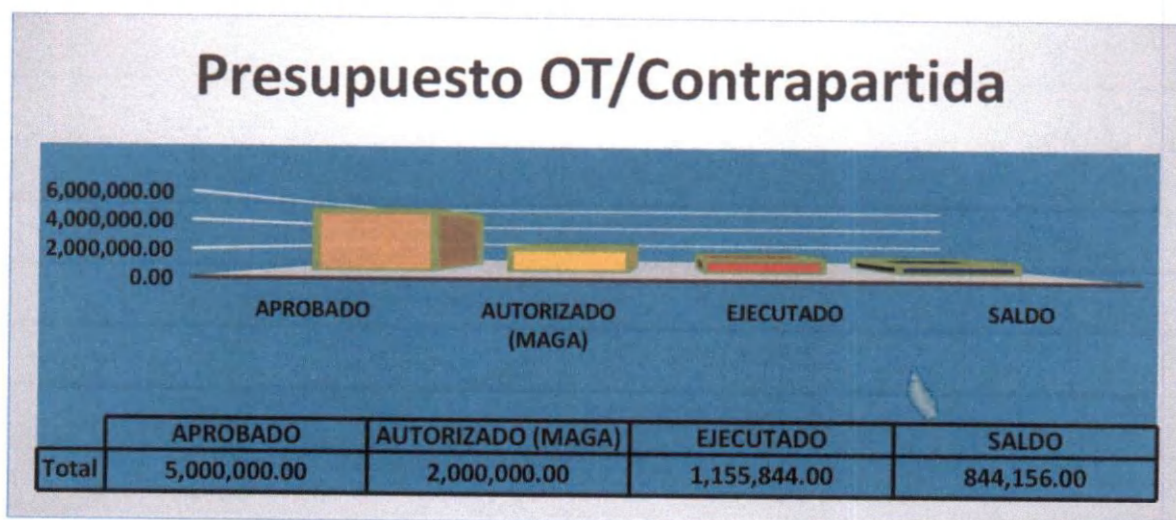 Presupuesto OT/Contrapartida
6,000,000.00
4,000,000.00
2,000,000.00
0.00
APROBADO AUTORIZADO (MAGA) EJECUTADO SALDO
APROBADO AUTORIZADO (MAGA) EJECUTADO SALDO
Total 5,000,000.00 2,000,000.00 1,155,844.00 844,156.00